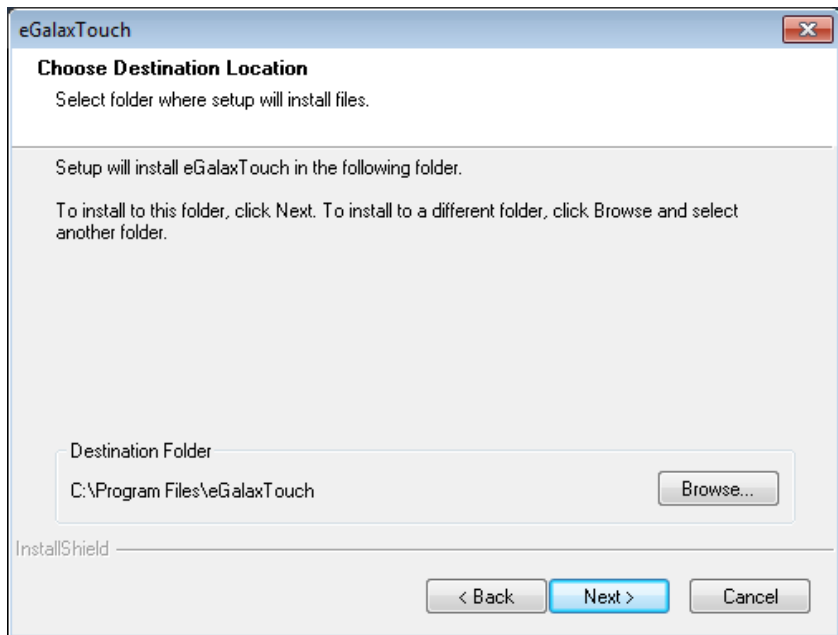 eGalaxTouch
Choose Destination Location
Select folder where setup will install files.
Setup will install eGalaxTouch in the following folder.
To install to this folder, click Next. To install to a different folder, click Browse and select
another folder.
Destination Folder
C:\Program Files\eGalaxTouch
Browse...
InstallShield
< Back
Next >
Cancel